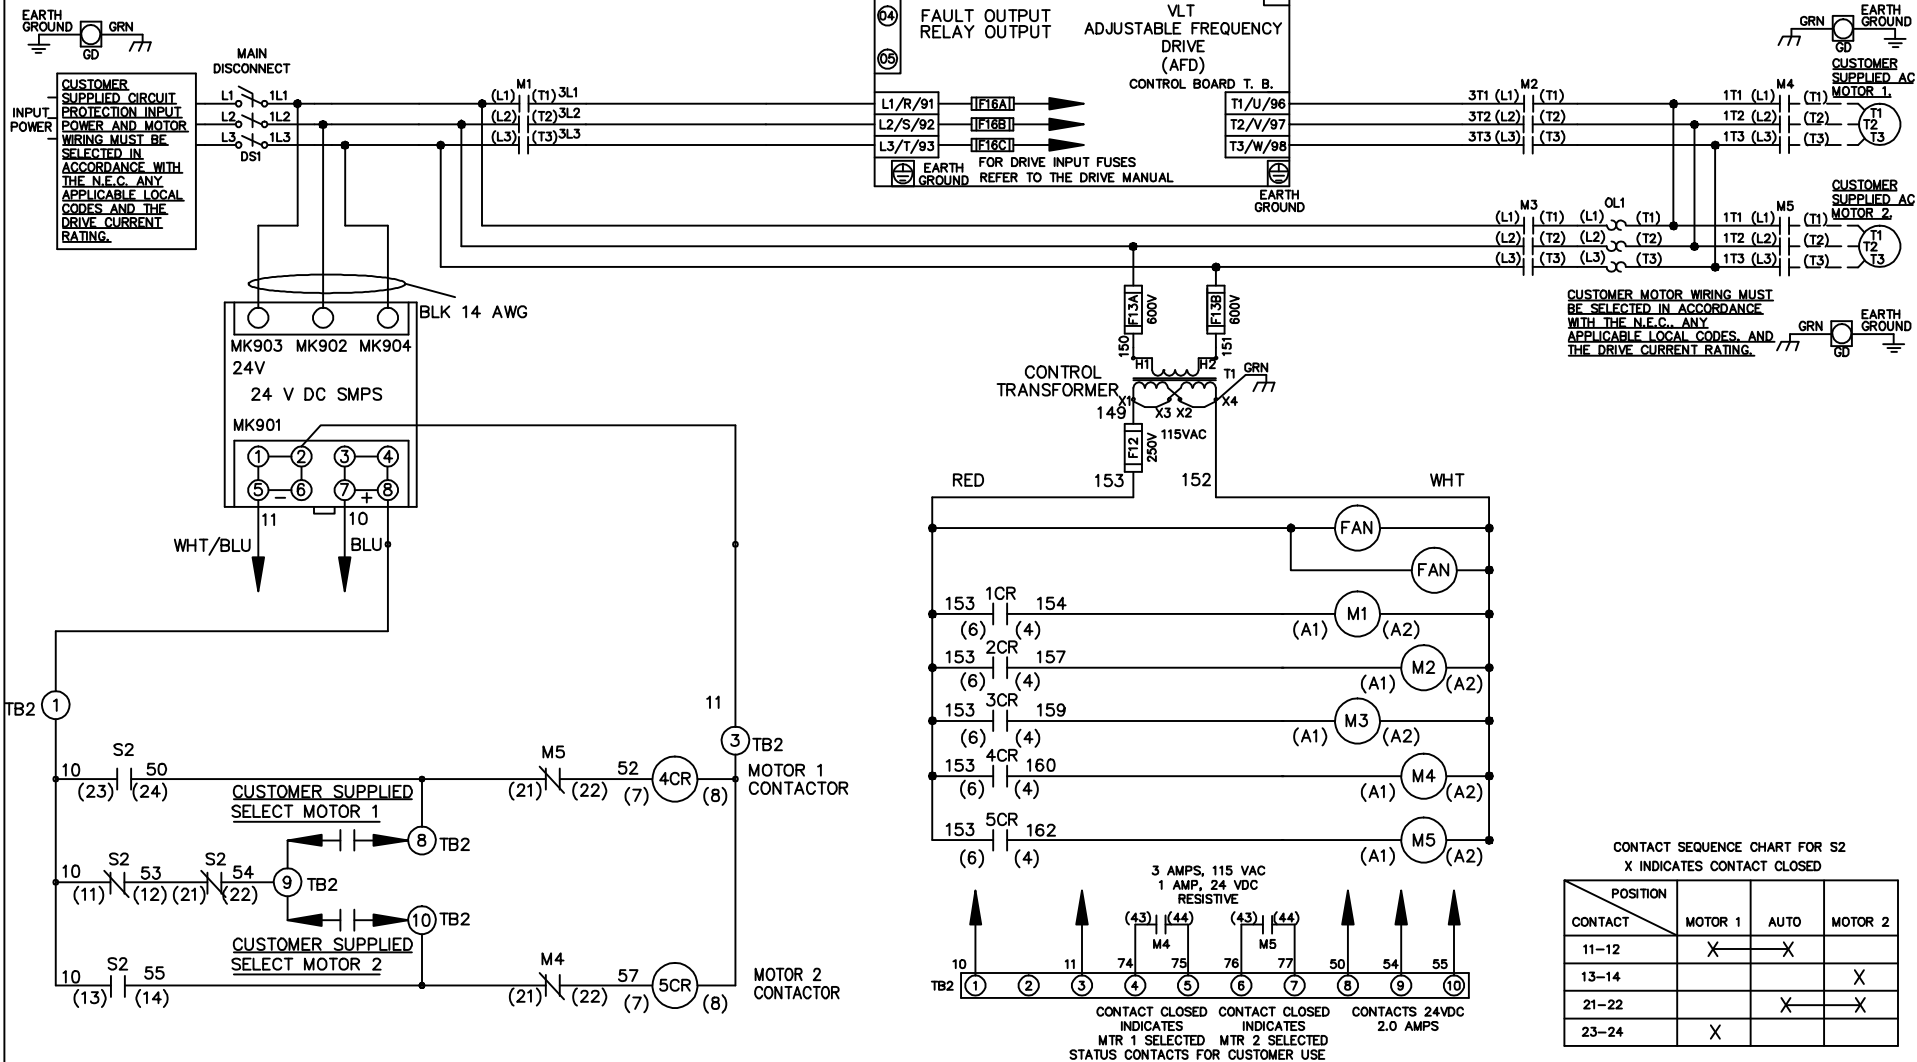 EARTH
GROUND
GRN
GD
MAIN
DISCONNECT
CUSTOMER
SUPPLIED CIRCUIT
PROTECTION INPUT
POWER AND MOTOR
WIRING MUST BE
SELECTED IN
ACCORDANCE WITH
THE N.E.C. ANY
APPLICABLE LOCAL
CODES AND THE
DRIVE CURRENT
RATING.
INPUT
POWER
L1 1L1
L2 1L2
L3 1L3
DS1
M1
(L1) (T1) 3L1
(L2) (T2) 3L2
(L3) (T3) 3L3
04
05
FAULT OUTPUT
RELAY OUTPUT
VLT
ADJUSTABLE FREQUENCY
DRIVE
(AFD)
CONTROL BOARD T. B.
L1/R/91 F16A T1/U/96
L2/S/92 F16B T2/V/97
L3/T/93 F16C T3/W/98
EARTH
GROUND
FOR DRIVE INPUT FUSES
REFER TO THE DRIVE MANUAL
EARTH
GROUND
M2
3T1 (L1) (T1)
3T2 (L2) (T2)
3T3 (L3) (T3)
M4
1T1 (L1) (T1)
1T2 (L2) (T2)
1T3 (L3) (T3)
T1
T2
T3
GRN
GD
EARTH
GROUND
CUSTOMER
SUPPLIED AC
MOTOR 1.
M3 OL1
(L1) (T1) (L1) (T1)
(L2) (T2) (L2) (T2)
(L3) (T3) (L3) (T3)
M5
1T1 (L1) (T1)
1T2 (L2) (T2)
1T3 (L3) (T3)
T1
T2
T3
CUSTOMER
SUPPLIED AC
MOTOR 2.
CUSTOMER MOTOR WIRING MUST
BE SELECTED IN ACCORDANCE
WITH THE N.E.C., ANY
APPLICABLE LOCAL CODES, AND
THE DRIVE CURRENT RATING.
GRN
GD
EARTH
GROUND
BLK 14 AWG
MK903 MK902 MK904
24V
24 V DC SMPS
MK901
1 2 3 4
5 6 7 8
- +
11 10
WHT/BLU BLU
F13A
600V
F13B
600V
150
151
H1 H2
CONTROL
TRANSFORMER
T1
GRN
X1 X3 X2 X4
149
F12
250V
115VAC
153 152
RED WHT
FAN
FAN
1CR
153 154 M1
(6) (4) (A1) (A2)
2CR
153 157 M2
(6) (4) (A1) (A2)
3CR
153 159 M3
(6) (4) (A1) (A2)
4CR
153 160 M4
(6) (4) (A1) (A2)
5CR
153 162 M5
(6) (4) (A1) (A2)
TB2 1
11
3 TB2
S2 M5
10 50 52 4CR
(23) (24) (21) (22) (7) (8)
MOTOR 1
CONTACTOR
CUSTOMER SUPPLIED
SELECT MOTOR 1
8 TB2
S2 S2
10 53 54 9 TB2
(11) (12) (21) (22)
10 TB2
CUSTOMER SUPPLIED
SELECT MOTOR 2
S2 M4
10 55 57 5CR
(13) (14) (21) (22) (7) (8)
MOTOR 2
CONTACTOR
3 AMPS, 115 VAC
1 AMP, 24 VDC
RESISTIVE
(43) (44) (43) (44)
M4 M5
10 11 74 75 76 77 50 54 55
TB2 1 2 3 4 5 6 7 8 9 10
CONTACT CLOSED
INDICATES
MTR 1 SELECTED
CONTACT CLOSED
INDICATES
MTR 2 SELECTED
STATUS CONTACTS FOR CUSTOMER USE
CONTACTS 24VDC
2.0 AMPS
CONTACT SEQUENCE CHART FOR S2
X INDICATES CONTACT CLOSED
POSITION
CONTACT MOTOR 1 AUTO MOTOR 2
11-12 X X
13-14 X
21-22 X X
23-24 X